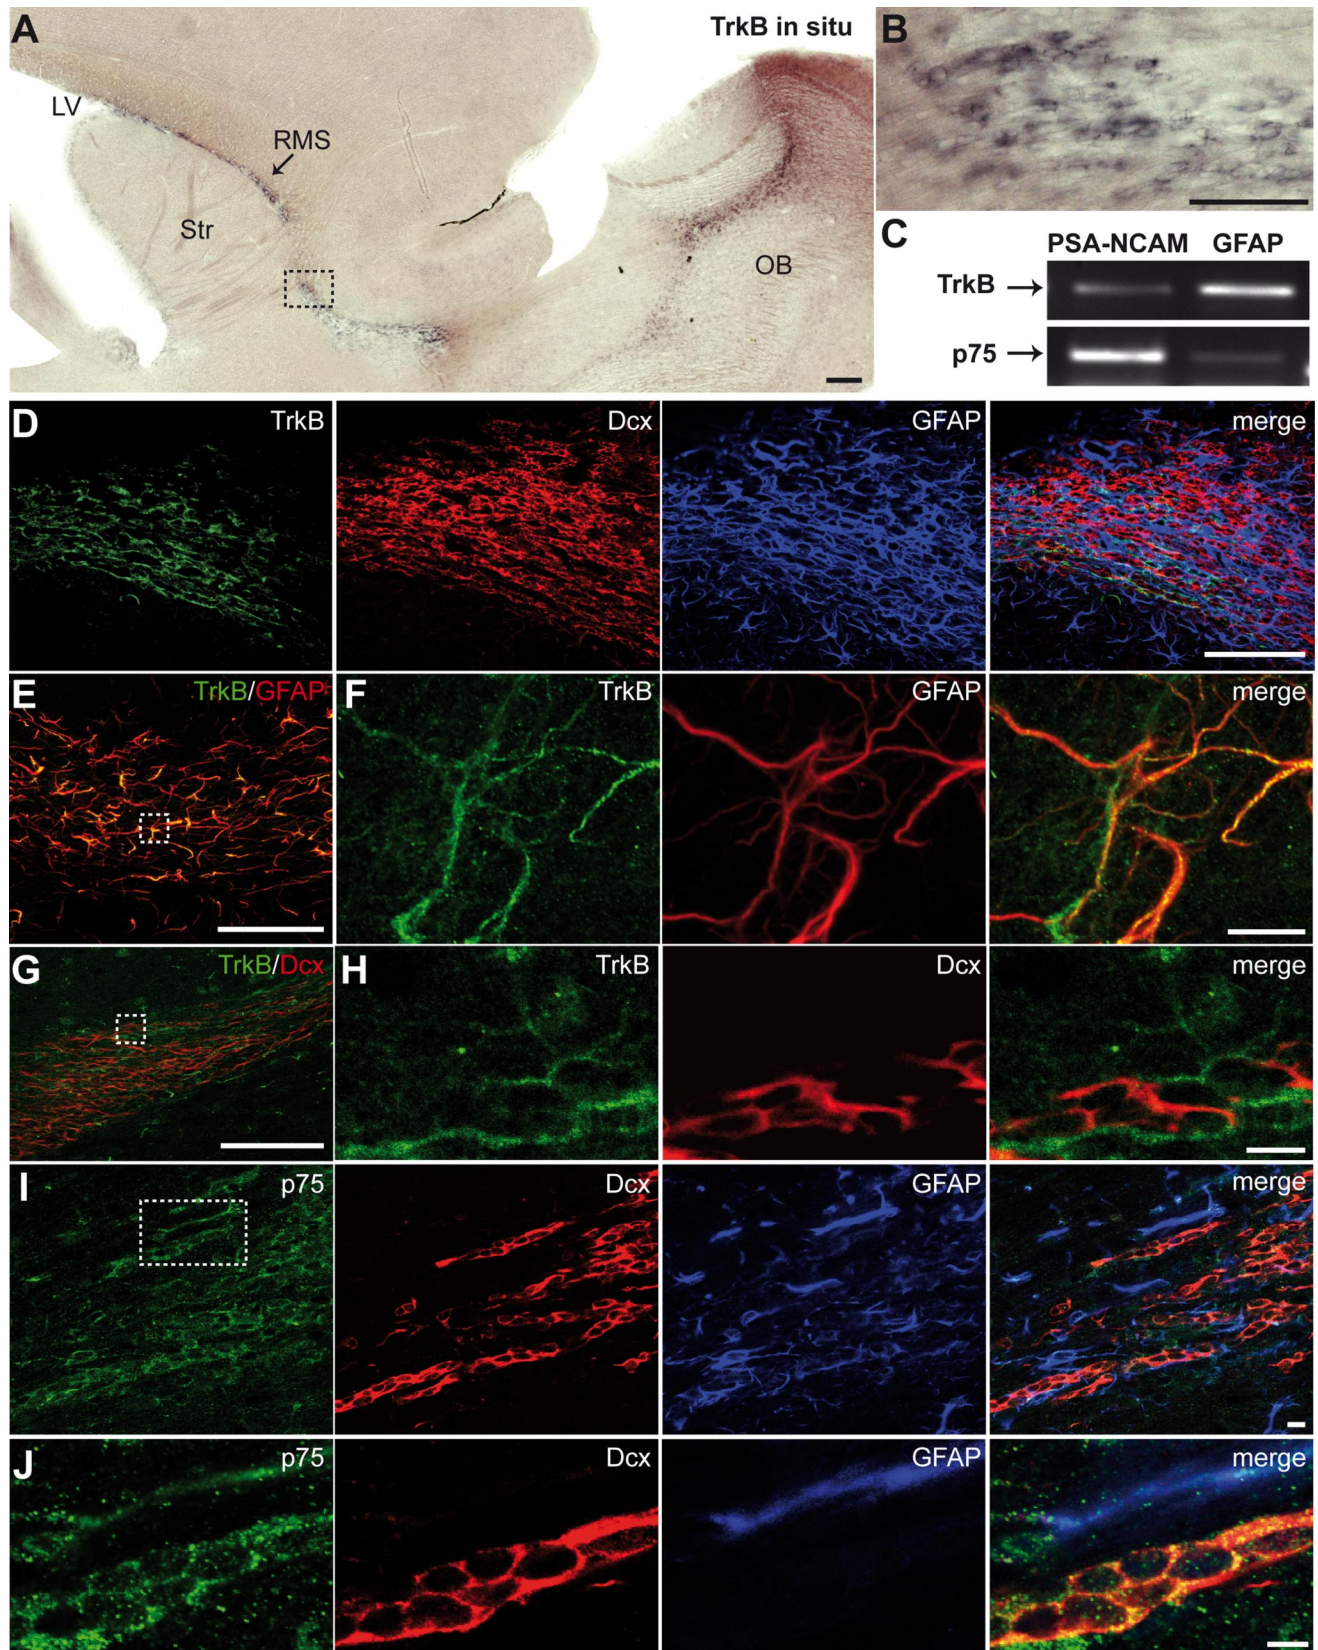 A
TrkB in situ
LV
RMS
Str
OB
B
C
PSA-NCAM GFAP
TrkB
p75
D TrkB Dcx GFAP merge
E TrkB/GFAP
F TrkB GFAP merge
G TrkB/Dcx
H TrkB Dcx merge
I p75 Dcx GFAP merge
J p75 Dcx GFAP merge